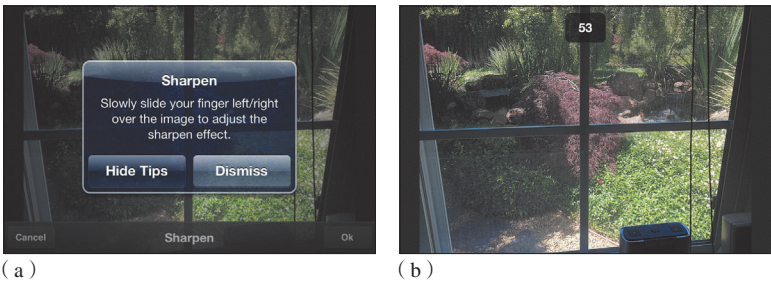 Sharpen
Slowly slide your finger left/right
over the image to adjust the
sharpen effect.
Hide Tips
Dismiss
Cancel
Sharpen
Ok
53
(a)
(b)